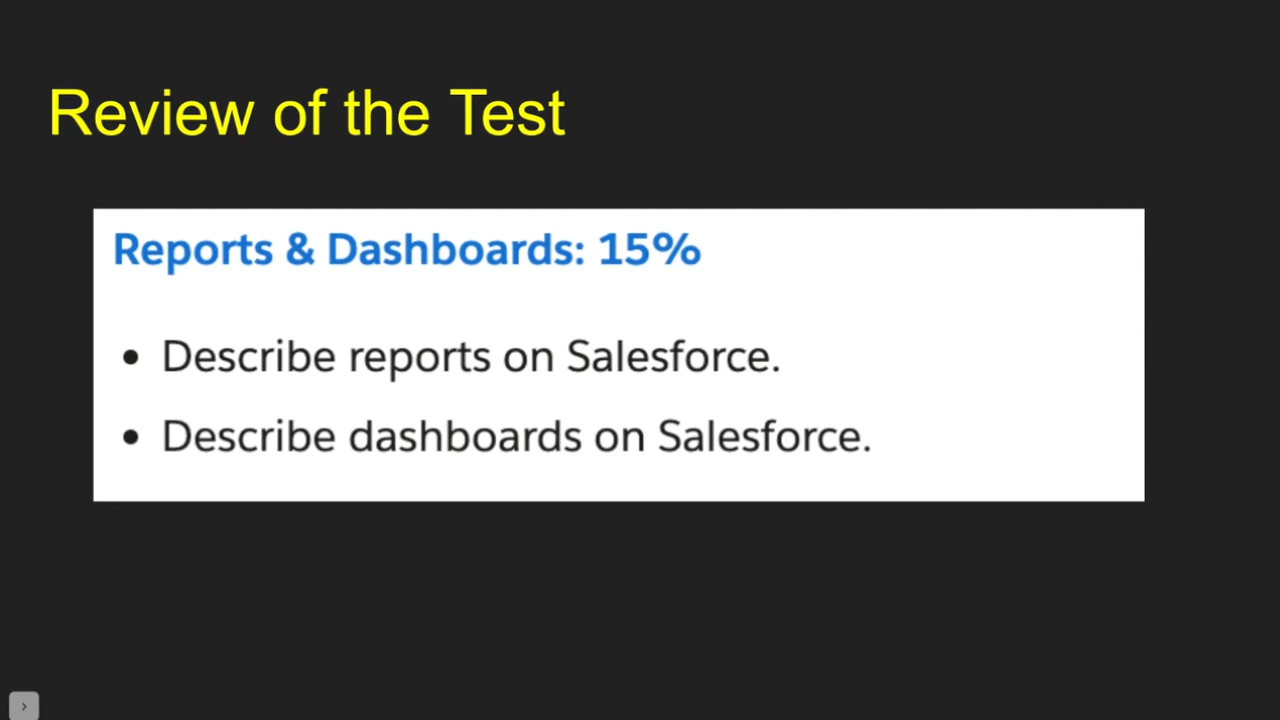 Review of the Test
Reports & Dashboards: 15%
• Describe reports on Salesforce.
• Describe dashboards on Salesforce.